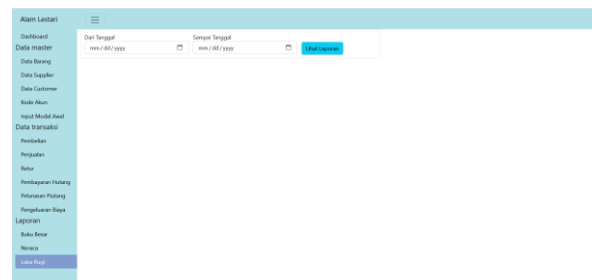 Alam Lestari
Dashboard
Data master
Data Barang
Data Supplier
Data Customer
Kode Akun
Input Modal Awal
Data transaksi
Pembelian
Penjualan
Retur
Pembayaran Hutang
Pelunasan Piutang
Pengeluaran Biaya
Laporan
Buku Besar
Neraca
Laba Rugi
Dari Tanggal
Sampai Tanggal
mm/dd/yyyy
mm/dd/yyyy
Lihat Laporan